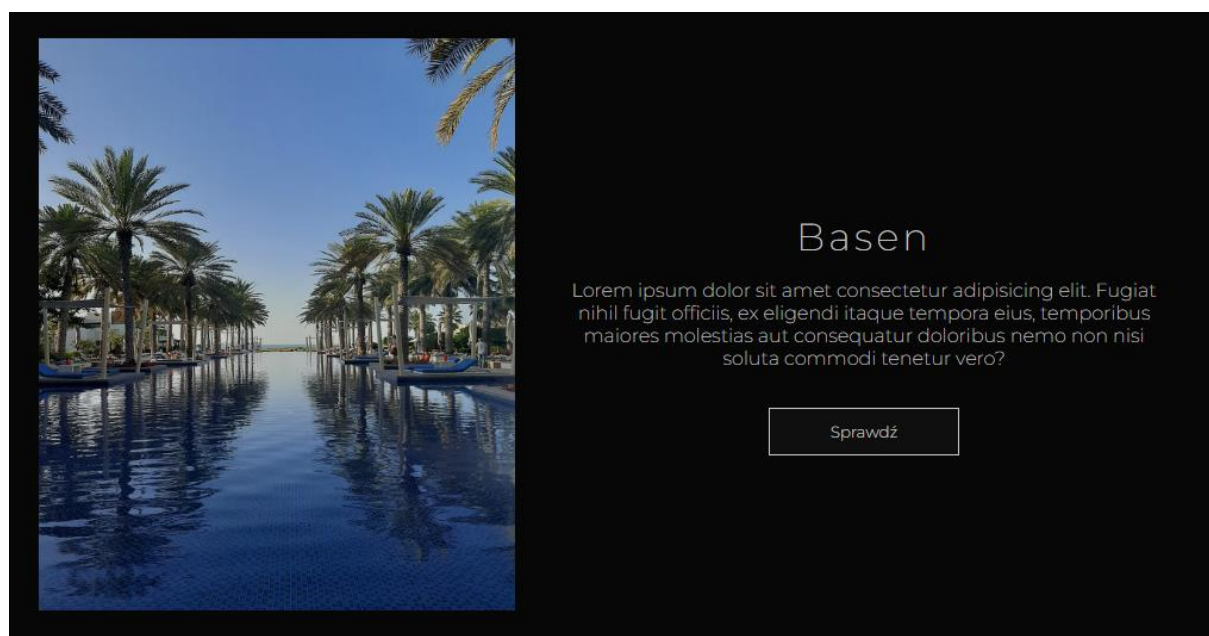 Basen
Lorem ipsum dolor sit amet consectetur adipisicing elit. Fugiat
nihil fugit officiis, ex eligendi itaque tempora eius, temporibus
maiores molestias aut consequatur doloribus nemo non nisi
soluta commodi tenetur vero?
Sprawdź